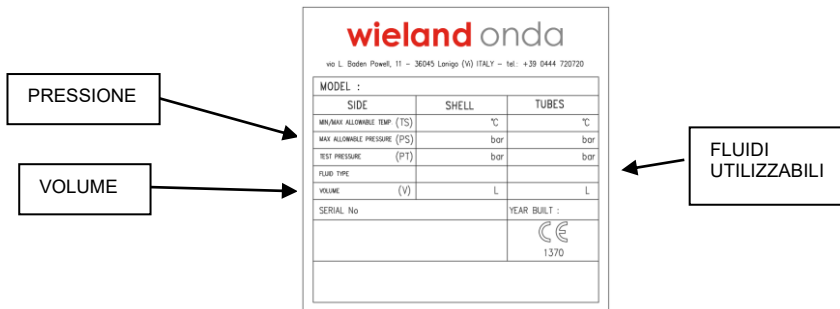 wieland onda
via L. Baden Powell, 11 - 36045 Lonigo (Vi) ITALY - tel: +39 0444 720720
MODEL :
SIDE SHELL TUBES
MIN/MAX ALLOWABLE TEMP (TS) °C °C
MAX ALLOWABLE PRESSURE (PS) bar bar
TEST PRESSURE (PT) bar bar
FLUID TYPE
VOLUME (V) L L
SERIAL No YEAR BUILT :
CE
1370
PRESSIONE
VOLUME
FLUIDI
UTILIZZABILI